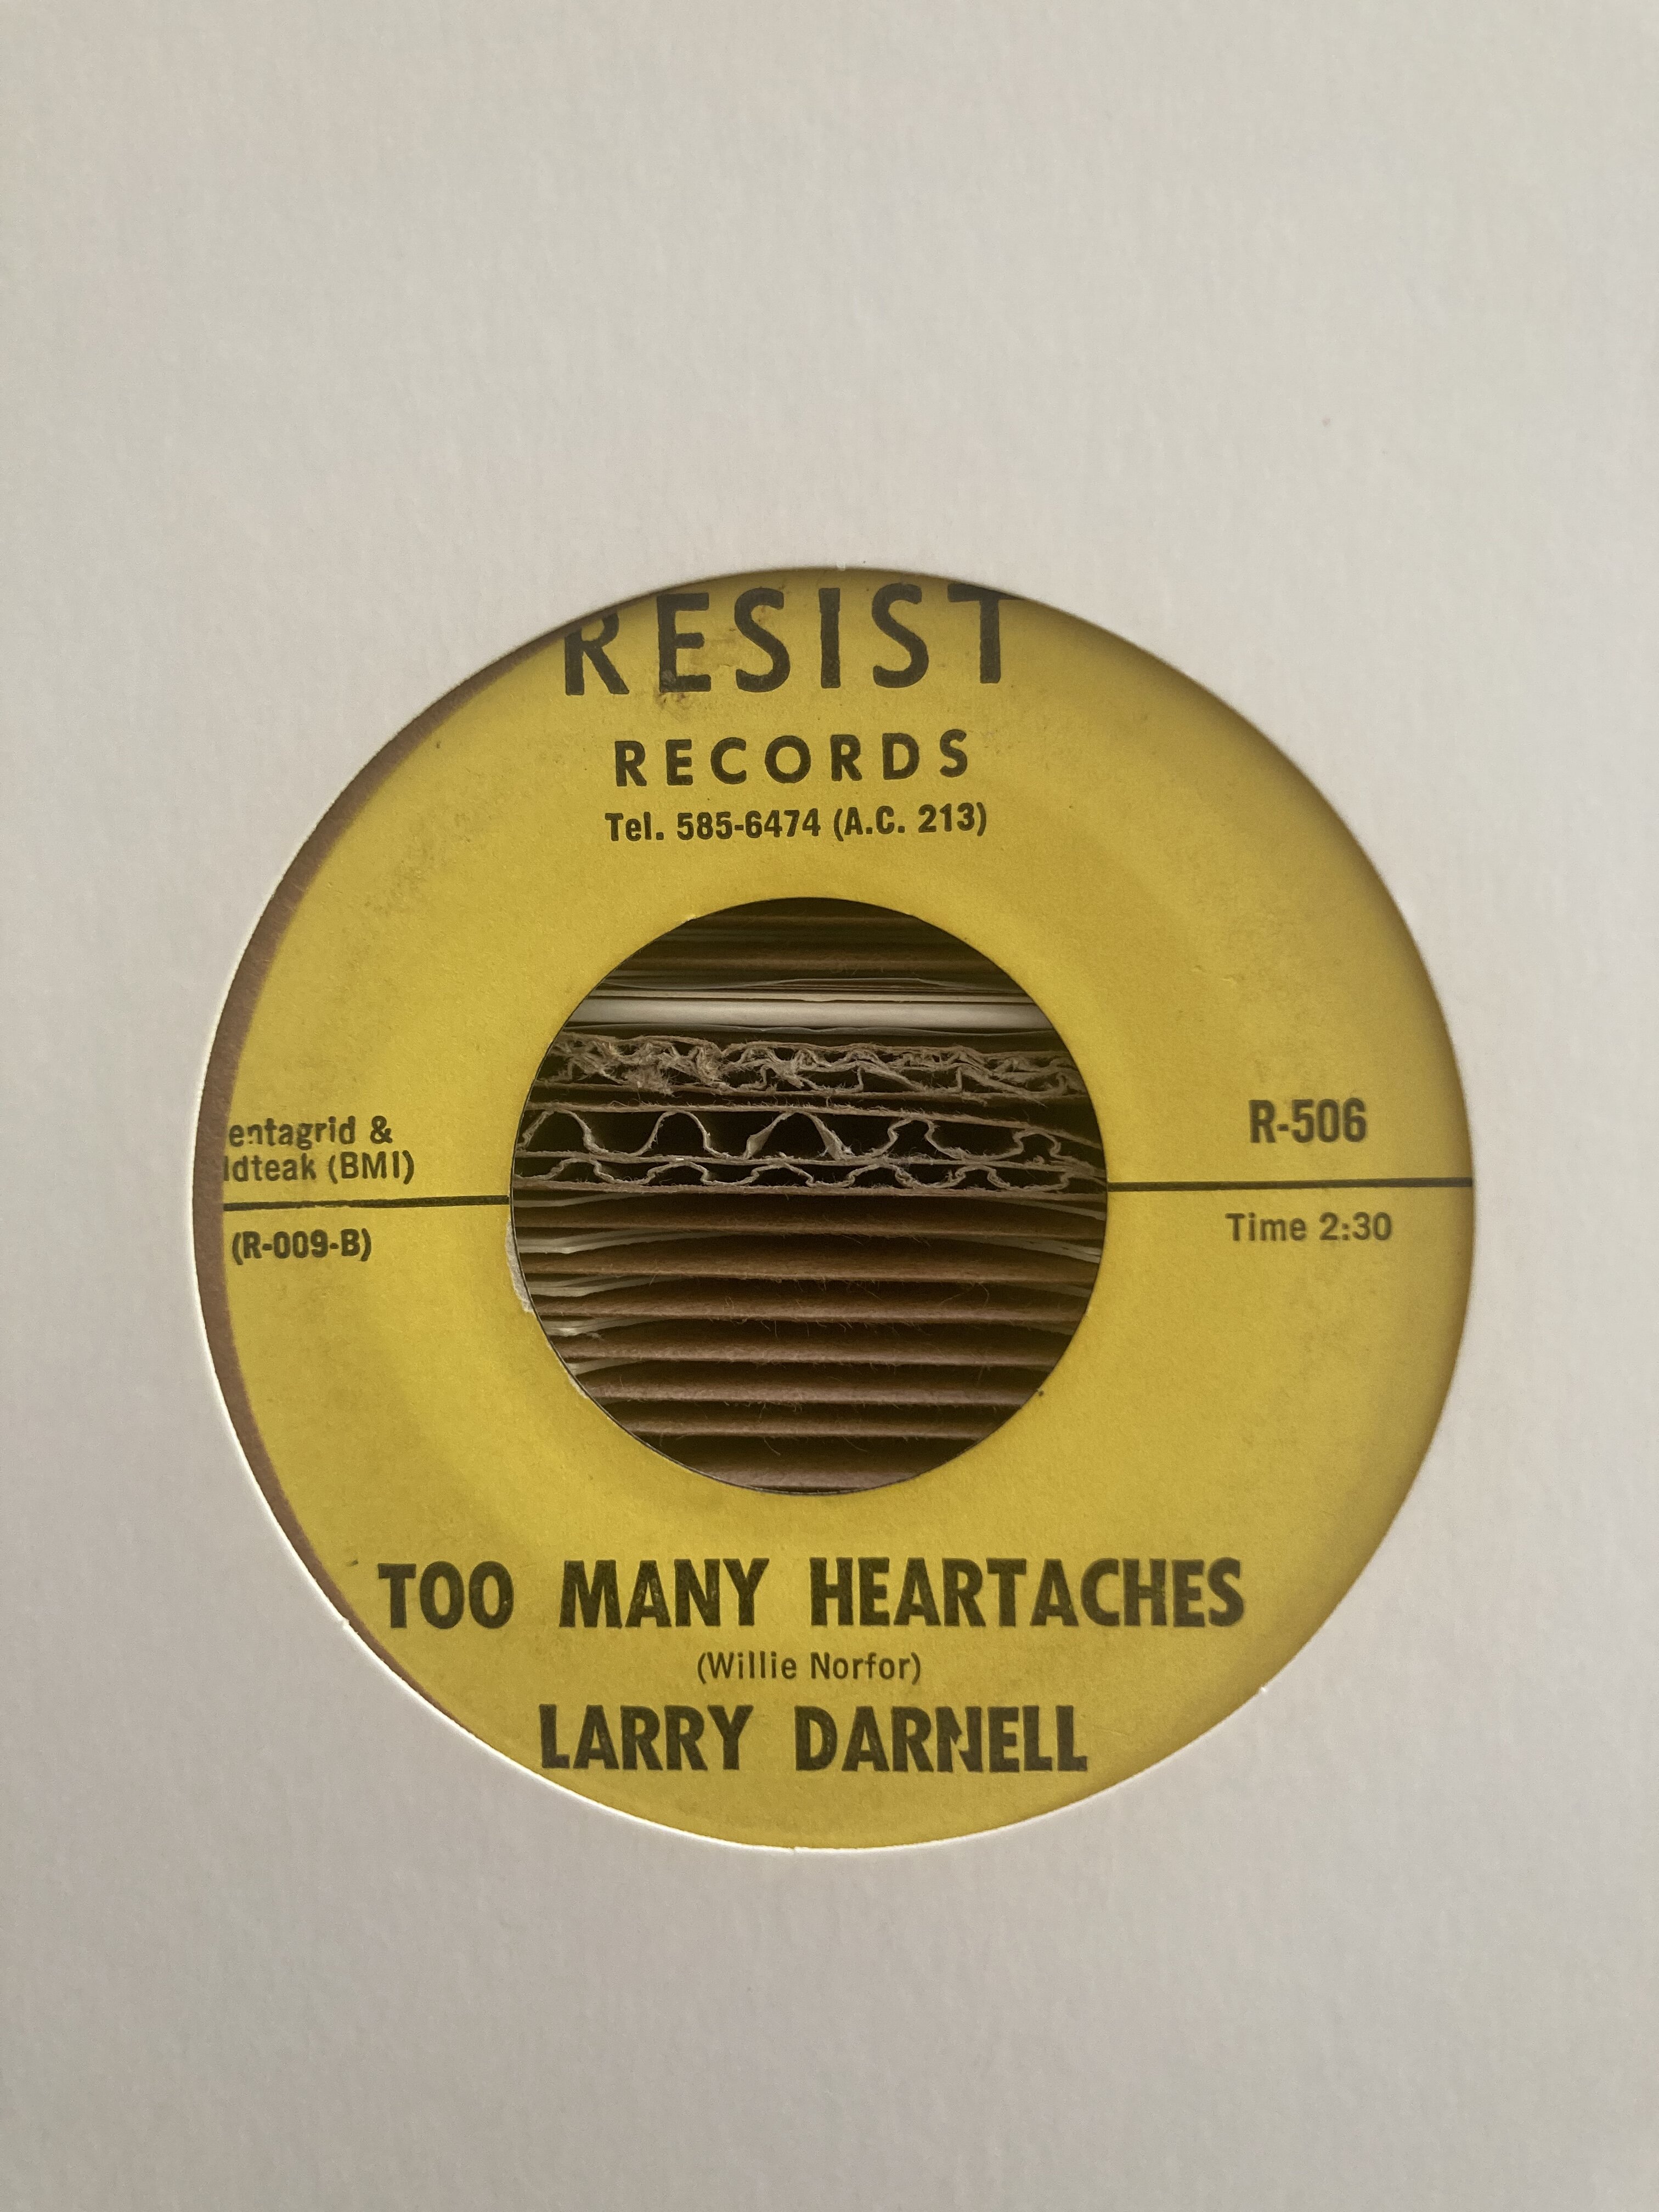 RESIST
RECORDS
Tel. 585-6474 (A.C. 213)
entagrid &
ldteak (BMI)
(R-009-B)
R-506
Time 2:30
TOO MANY HEARTACHES
(Willie Norfor)
LARRY DARNELL